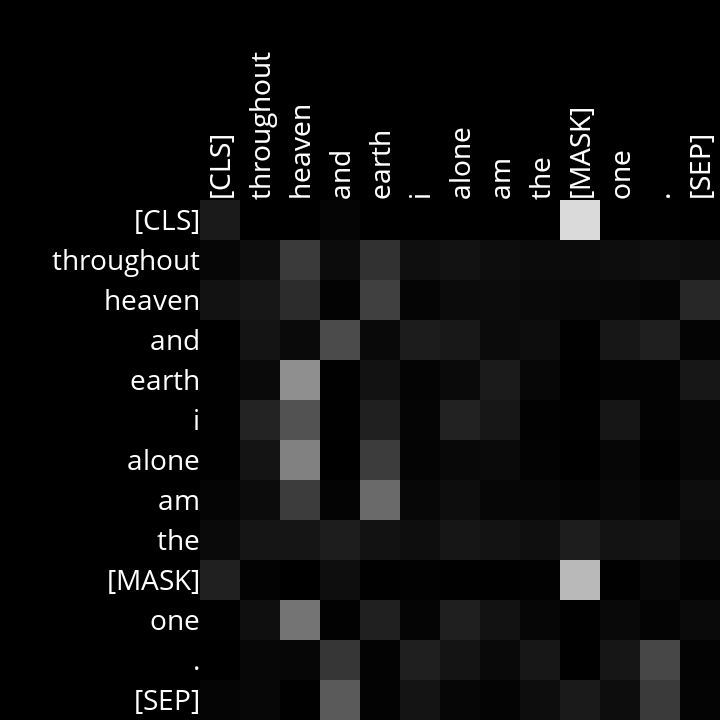 [CLS] throughout heaven and earth i alone am the [MASK] one . [SEP]
[CLS]
throughout
heaven
and
earth
i
alone
am
the
[MASK]
one
.
[SEP]